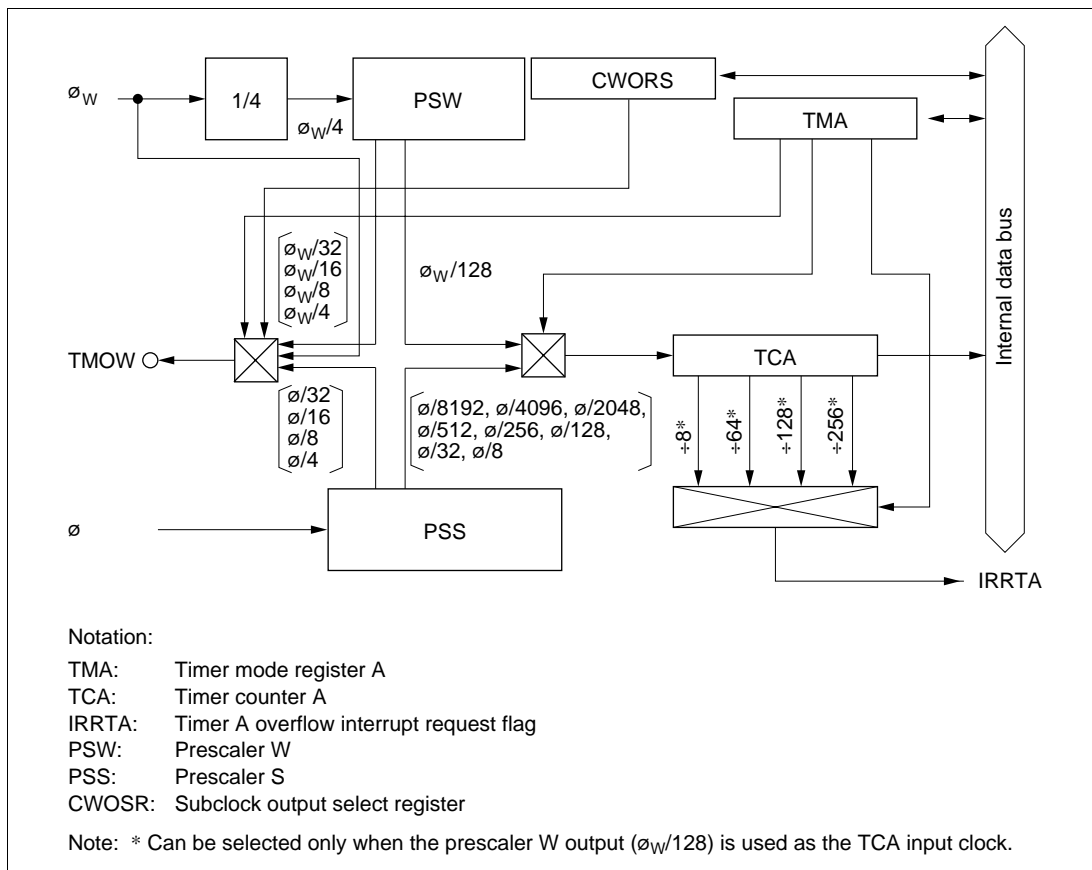 øW
1/4
øW/4
PSW
CWORS
TMA
øW/32
øW/16
øW/8
øW/4
øW/128
Internal data bus
TMOW
TCA
ø/32
ø/16
ø/8
ø/4
ø/8192, ø/4096, ø/2048,
ø/512, ø/256, ø/128,
ø/32, ø/8
÷8*
÷64*
÷128*
÷256*
ø
PSS
IRRTA
Notation:
TMA: Timer mode register A
TCA: Timer counter A
IRRTA: Timer A overflow interrupt request flag
PSW: Prescaler W
PSS: Prescaler S
CWOSR: Subclock output select register
Note: * Can be selected only when the prescaler W output (øW/128) is used as the TCA input clock.